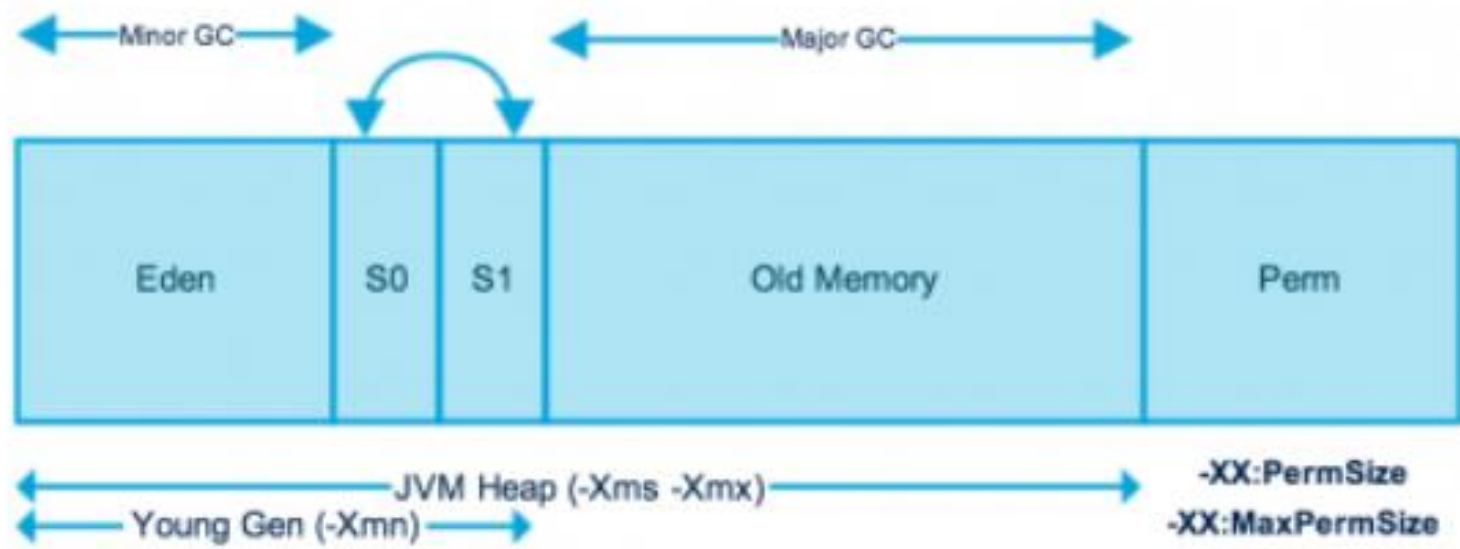 Minor GC
Major GC
Eden
S0
S1
Old Memory
Perm
JVM Heap (-Xms -Xmx)
-XX:PermSize
Young Gen (-Xmn)
-XX:MaxPermSize